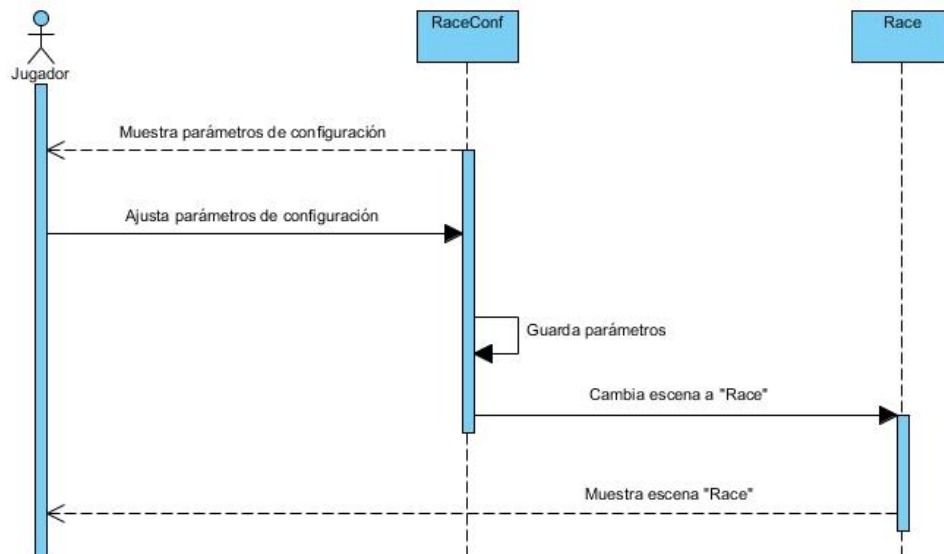 RaceConf
Race
Jugador
Muestra parámetros de configuración
Ajusta parámetros de configuración
Guarda parámetros
Cambia escena a "Race"
Muestra escena "Race"